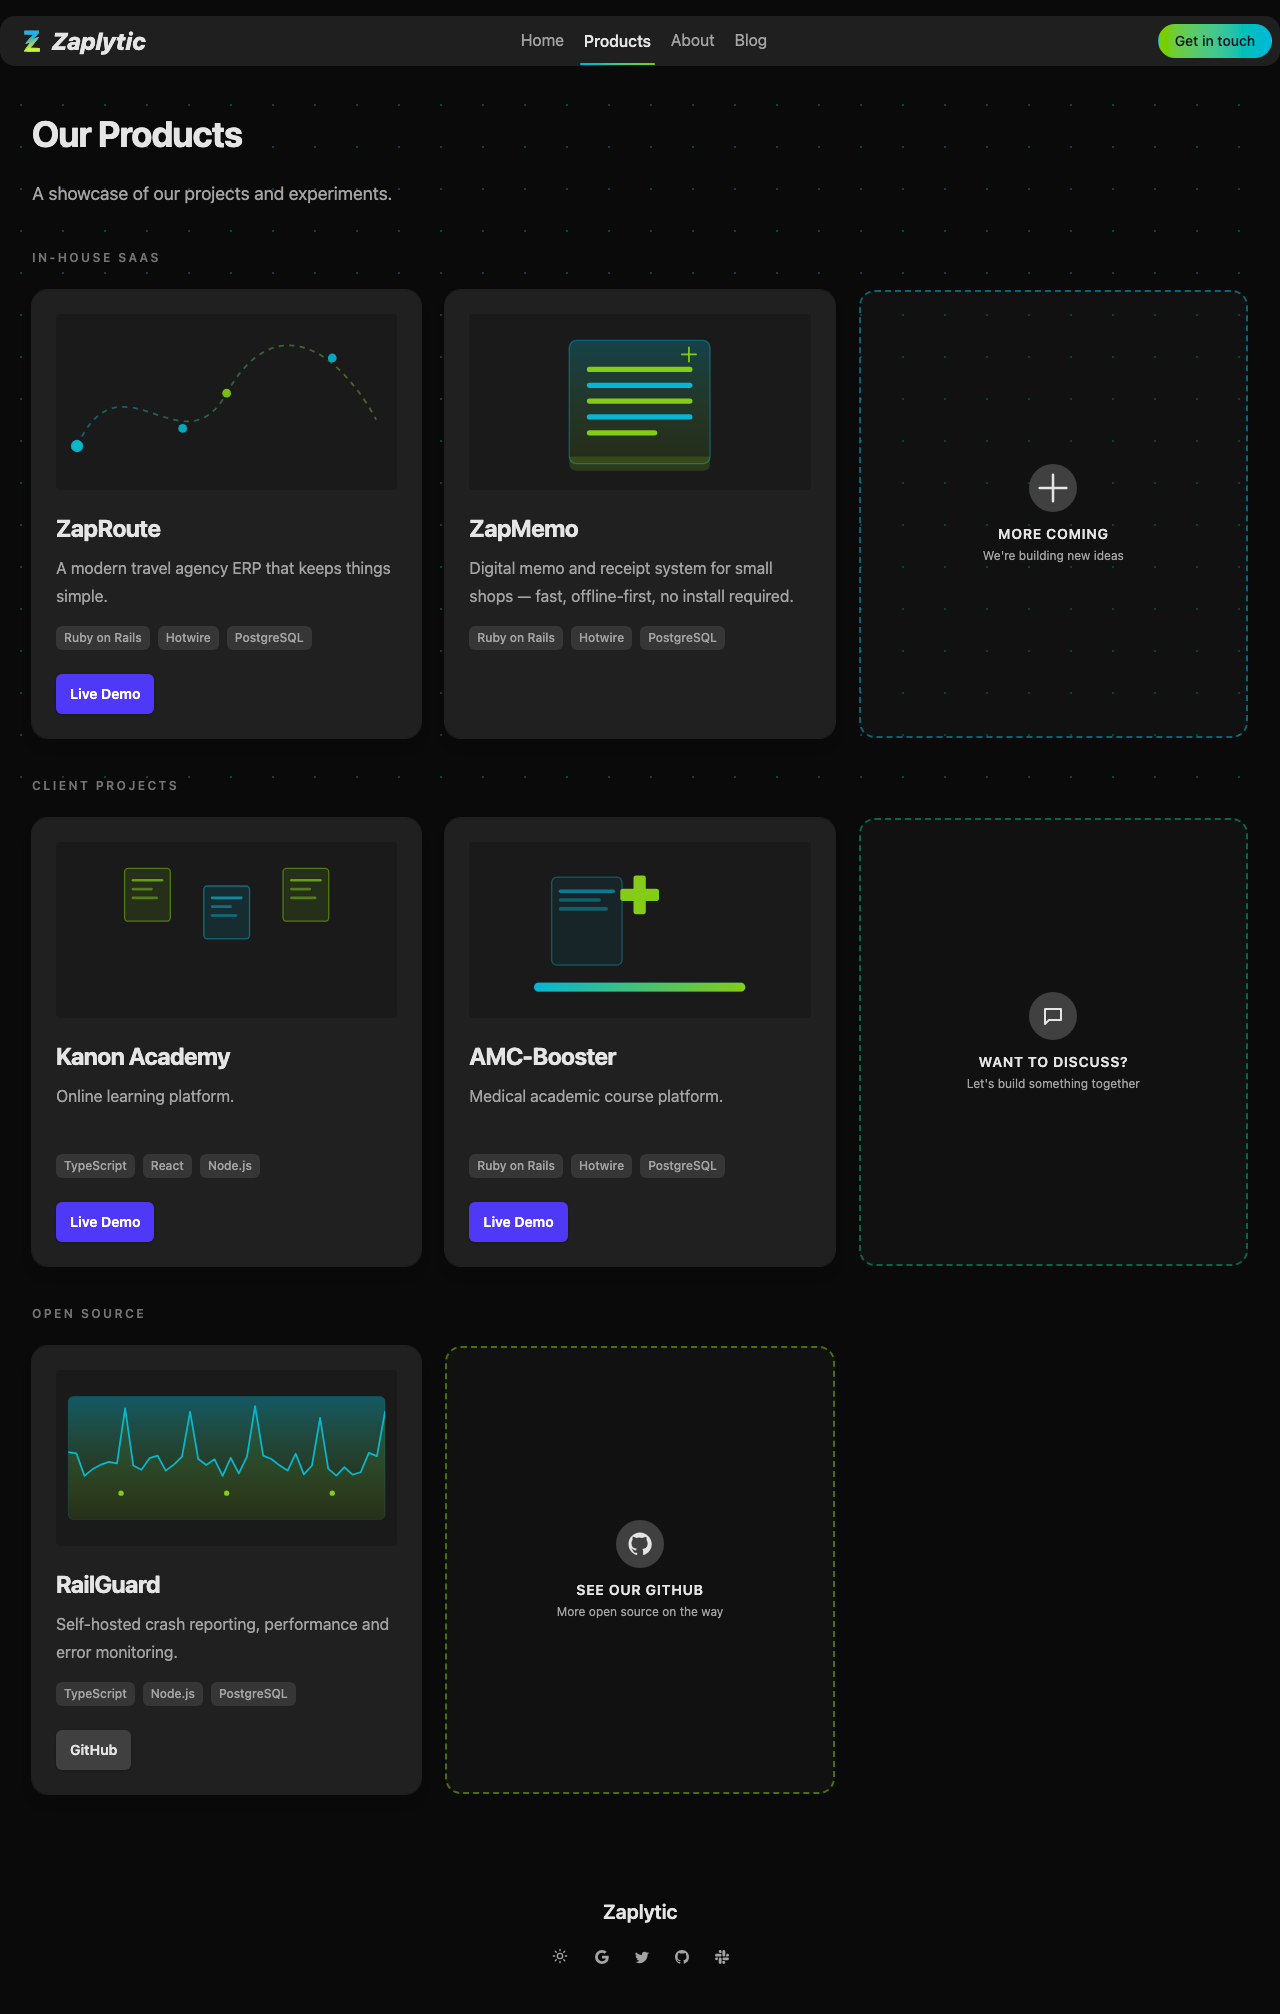 Zaplytic
Home Products About Blog
Get in touch
Our Products
A showcase of our projects and experiments.
IN-HOUSE SAAS
ZapRoute
A modern travel agency ERP that keeps things
simple.
Ruby on Rails Hotwire PostgreSQL
Live Demo
ZapMemo
Digital memo and receipt system for small
shops — fast, offline-first, no install required.
Ruby on Rails Hotwire PostgreSQL
MORE COMING
We're building new ideas
CLIENT PROJECTS
Kanon Academy
Online learning platform.
TypeScript React Node.js
Live Demo
AMC-Booster
Medical academic course platform.
Ruby on Rails Hotwire PostgreSQL
Live Demo
WANT TO DISCUSS?
Let's build something together
OPEN SOURCE
RailGuard
Self-hosted crash reporting, performance and
error monitoring.
TypeScript Node.js PostgreSQL
GitHub
SEE OUR GITHUB
More open source on the way
Zaplytic